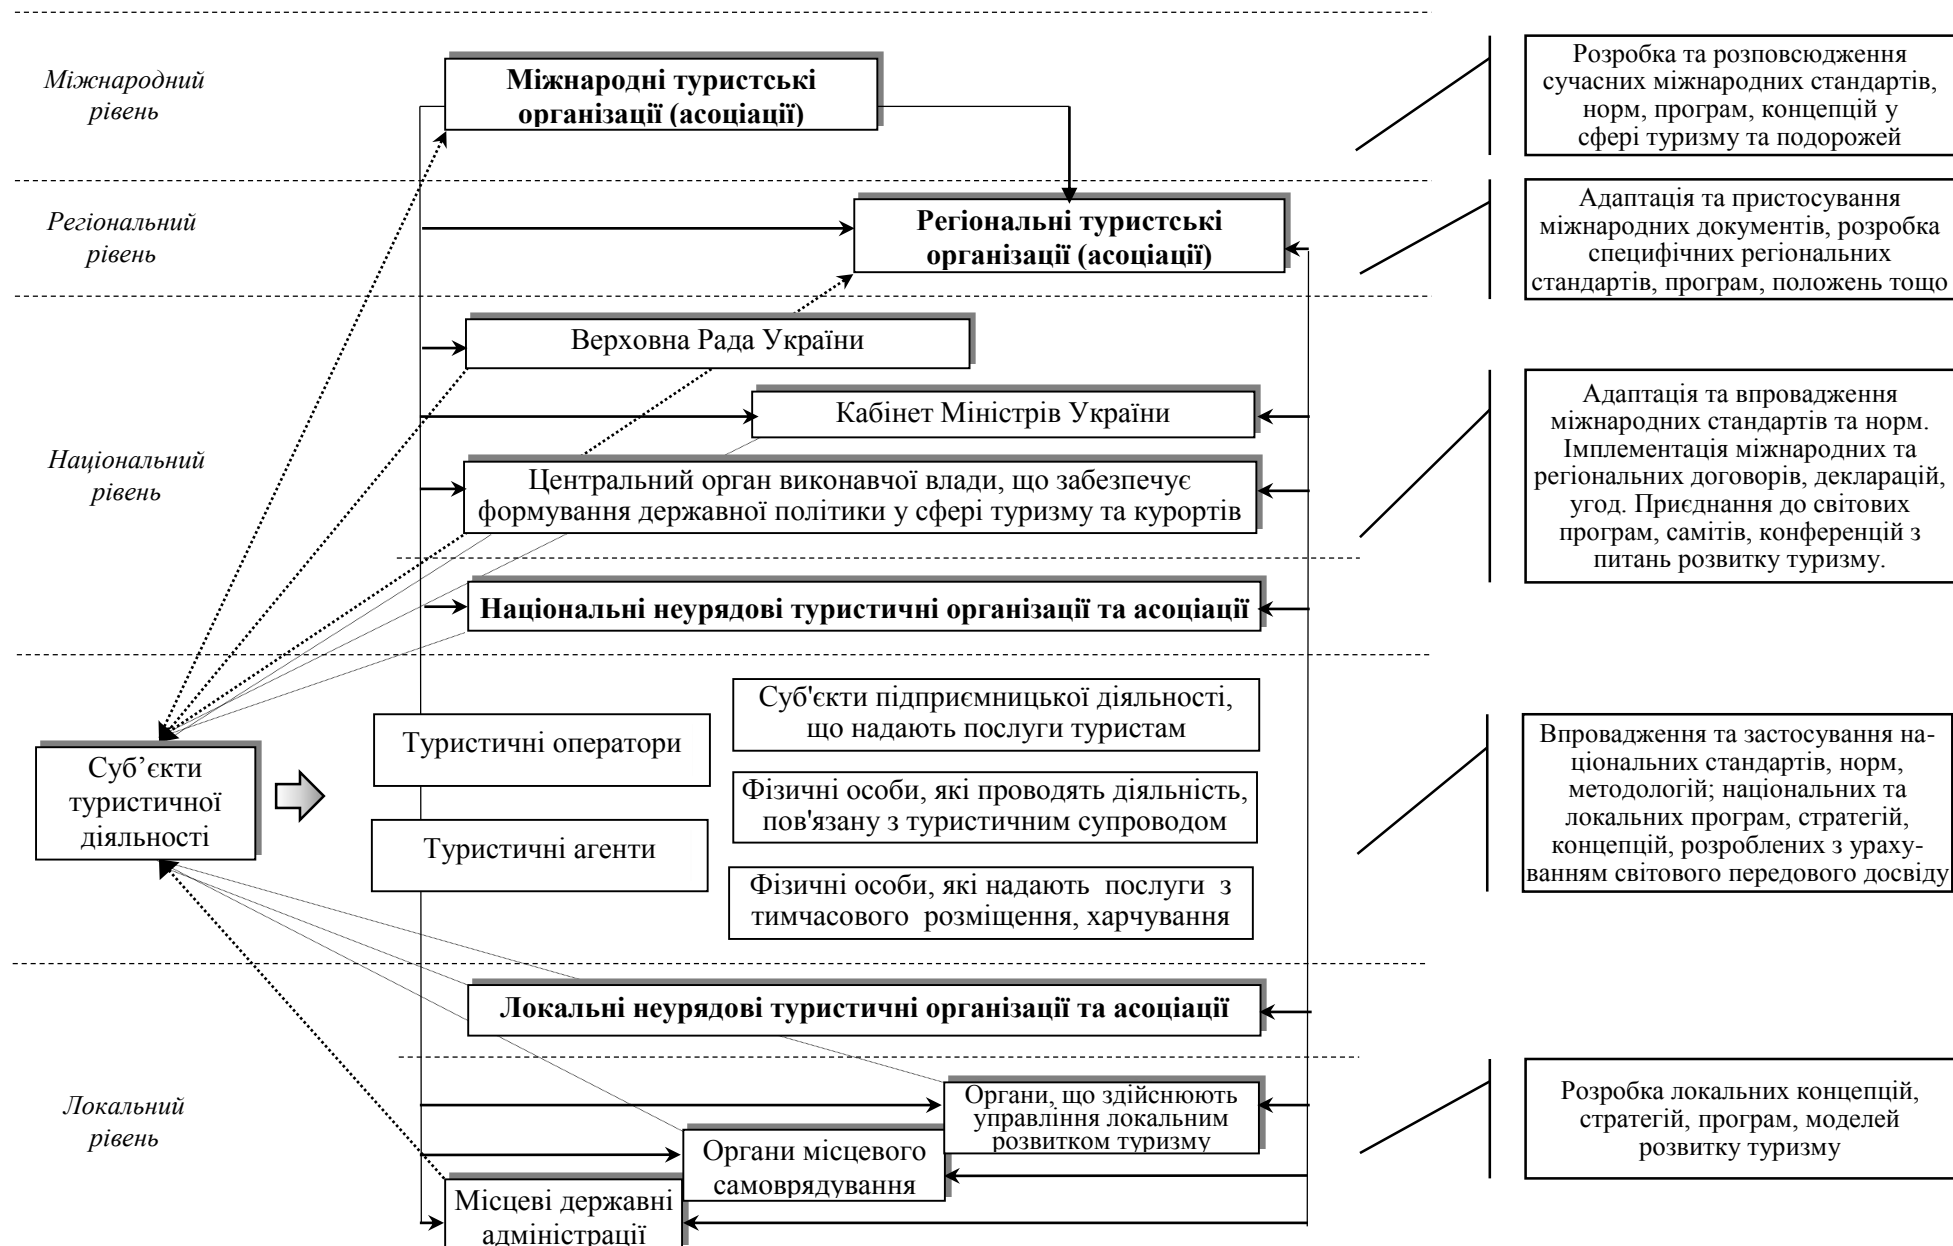 Міжнародний
рівень
Міжнародні туристські
організації (асоціації)
Розробка та розповсюдження
сучасних міжнародних стандартів,
норм, програм, концепцій у
сфері туризму та подорожей
Регіональний
рівень
Регіональні туристські
організації (асоціації)
Адаптація та пристосування
міжнародних документів, розробка
специфічних регіональних
стандартів, програм, положень тощо
Національний
рівень
Верховна Рада України
Кабінет Міністрів України
Центральний орган виконавчої влади, що забезпечує
формування державної політики у сфері туризму та курортів
Національні неурядові туристичні організації та асоціації
Адаптація та впровадження
міжнародних стандартів та норм.
Імплементація міжнародних та
регіональних договорів, декларацій,
угод. Приєднання до світових
програм, самітів, конференцій з
питань розвитку туризму.
Суб’єкти
туристичної
діяльності
Туристичні оператори
Туристичні агенти
Суб'єкти підприємницької діяльності,
що надають послуги туристам
Фізичні особи, які проводять діяльність,
пов'язану з туристичним супроводом
Фізичні особи, які надають послуги з
тимчасового розміщення, харчування
Впровадження та застосування на-
ціональних стандартів, норм,
методологій; національних та
локальних програм, стратегій,
концепцій, розроблених з ураху-
ванням світового передового досвіду
Локальний
рівень
Локальні неурядові туристичні організації та асоціації
Органи, що здійснюють
управління локальним
розвитком туризму
Органи місцевого
самоврядування
Місцеві державні
адміністрації
Розробка локальних концепцій,
стратегій, програм, моделей
розвитку туризму